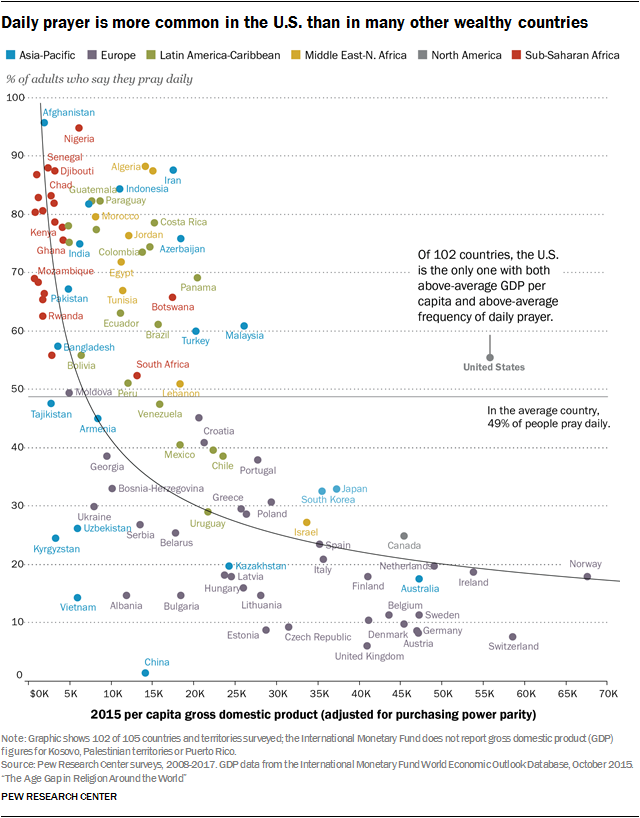 Daily prayer is more common in the U.S. than in many other wealthy countries
Asia-Pacific Europe Latin America-Caribbean Middle East-N. Africa North America Sub-Saharan Africa
% of adults who say they pray daily
100
Afghanistan
Nigeria
Senegal
90
Djibouti
Algeria
Iran
Chad
Guatemala
Indonesia
Paraguay
80
Morocco
Costa Rica
Kenya
Jordan
Ghana
India
Colombia
Azerbaijan
Of 102 countries, the U.S.
is the only one with both
above-average GDP per
capita and above-average
frequency of daily prayer.
70
Mozambique
Egypt
Panama
Pakistan
Tunisia
Botswana
Rwanda
Ecuador
Brazil
60
Turkey
Malaysia
Bangladesh
Bolivia
South Africa
United States
50
Moldova
Peru
Lebanon
Tajikistan
Venezuela
In the average country,
49% of people pray daily.
Armenia
Croatia
40
Georgia
Mexico
Chile
Portugal
Bosnia-Herzegovina
Greece
South Korea
Japan
30
Ukraine
Uruguay
Poland
Uzbekistan
Serbia
Israel
Kyrgyzstan
Belarus
Spain
Canada
20
Kazakhstan
Italy
Netherlands
Norway
Hungary
Latvia
Finland
Australia
Ireland
Vietnam
Albania
Bulgaria
Lithuania
Belgium
Sweden
10
Estonia
Czech Republic
Denmark
Germany
Austria
United Kingdom
Switzerland
China
0
$0K 5K 10K 15K 20K 25K 30K 35K 40K 45K 50K 55K 60K 65K 70K
2015 per capita gross domestic product (adjusted for purchasing power parity)
Note: Graphic shows 102 of 105 countries and territories surveyed; the International Monetary Fund does not report gross domestic product (GDP)
figures for Kosovo, Palestinian territories or Puerto Rico.
Source: Pew Research Center surveys, 2008-2017. GDP data from the International Monetary Fund World Economic Outlook Database, October 2015.
"The Age Gap in Religion Around the World"
PEW RESEARCH CENTER